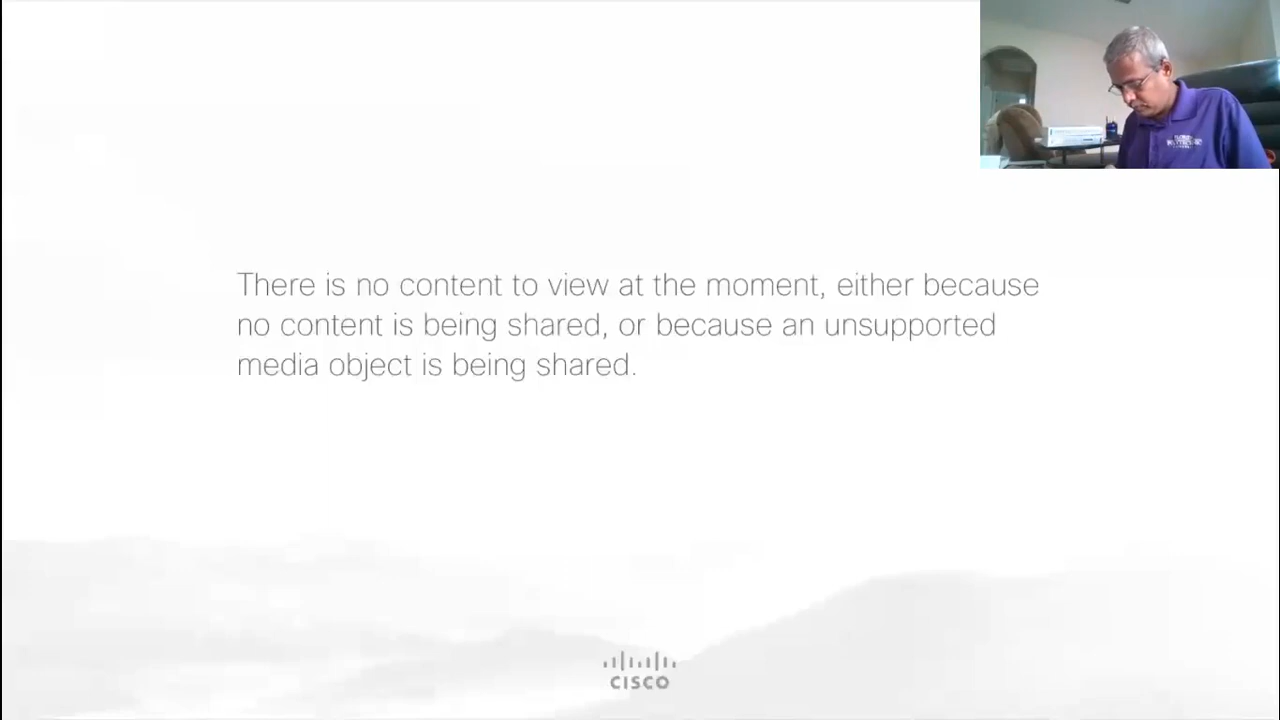 There is no content to view at the moment, either because
no content is being shared, or because an unsupported
media object is being shared.
CISCO